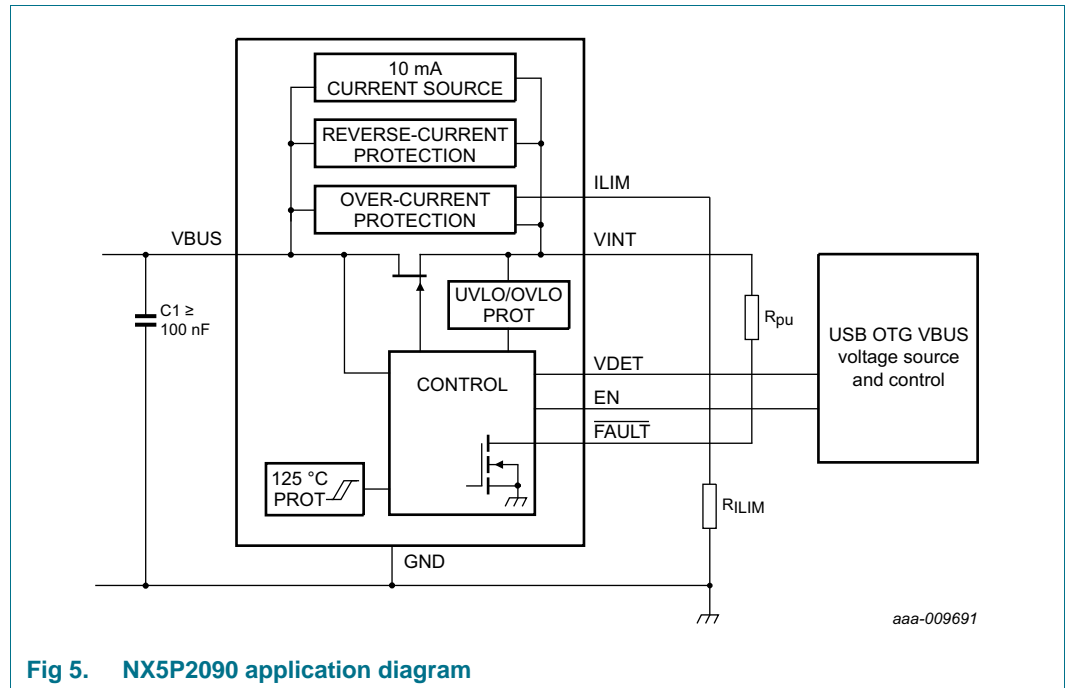 10 mA
CURRENT SOURCE
REVERSE-CURRENT
PROTECTION
OVER-CURRENT
PROTECTION
ILIM
VBUS
VINT
C1 ≥
100 nF
UVLO/OVLO
PROT
Rpu
USB OTG VBUS
voltage source
and control
CONTROL
VDET
EN
FAULT
125 °C
PROT
RILIM
GND
aaa-009691
Fig 5. NX5P2090 application diagram